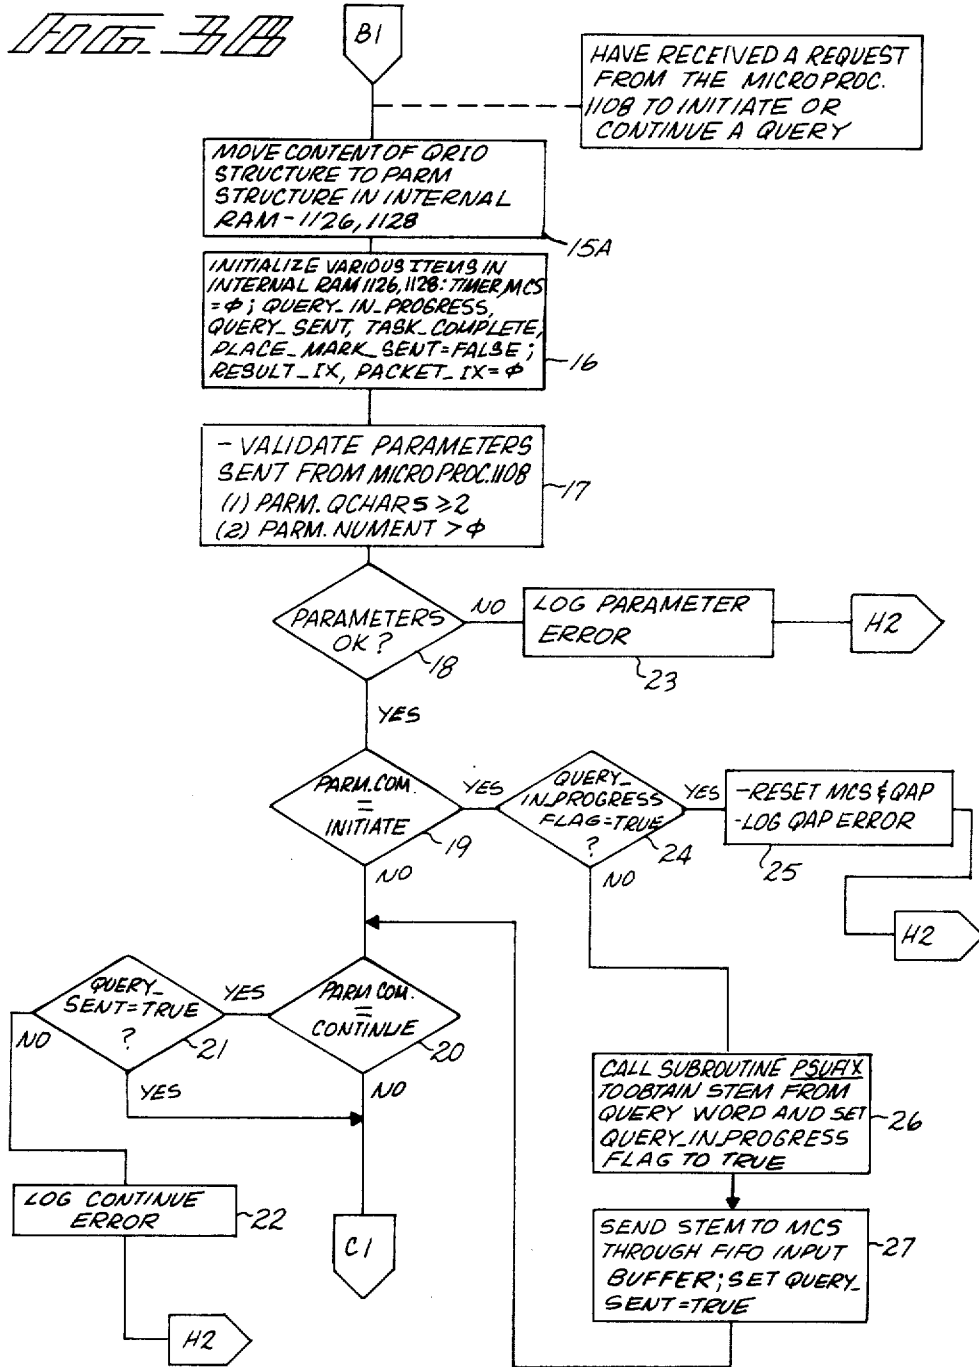 FIG. 3B
B1
HAVE RECEIVED A REQUEST
FROM THE MICROPROC.
1108 TO INITIATE OR
CONTINUE A QUERY
MOVE CONTENT OF QRIO
STRUCTURE TO PARM
STRUCTURE IN INTERNAL
RAM-1126, 1128
15A
INITIALIZE VARIOUS ITEMS IN
INTERNAL RAM 1126, 1128: TIMER, MCS
=Φ; QUERY_IN_PROGRESS,
QUERY_SENT, TASK_COMPLETE,
PLACE_MARK_SENT=FALSE;
RESULT_IX, PACKET_IX=Φ
16
- VALIDATE PARAMETERS
SENT FROM MICROPROC.1108
(1) PARM. QCHARS ≥2
(2) PARM. NUMENT > Φ
17
PARAMETERS
OK?
18
NO
LOG PARAMETER
ERROR
23
H2
YES
PARM.COM.
=
INITIATE
19
YES
QUERY_
IN_PROGRESS
FLAG=TRUE
?
24
YES
-RESET MCS & QAP
-LOG QAP ERROR
25
H2
NO
NO
QUERY_
SENT=TRUE
?
21
YES
PARM COM.
=
CONTINUE
20
NO
YES
NO
CALL SUBROUTINE PSUFIX
TO OBTAIN STEM FROM
QUERY WORD AND SET
QUERY_IN_PROGRESS
FLAG TO TRUE
26
LOG CONTINUE
ERROR
22
C1
SEND STEM TO MCS
THROUGH FIFO INPUT
BUFFER; SET QUERY_
SENT=TRUE
27
H2